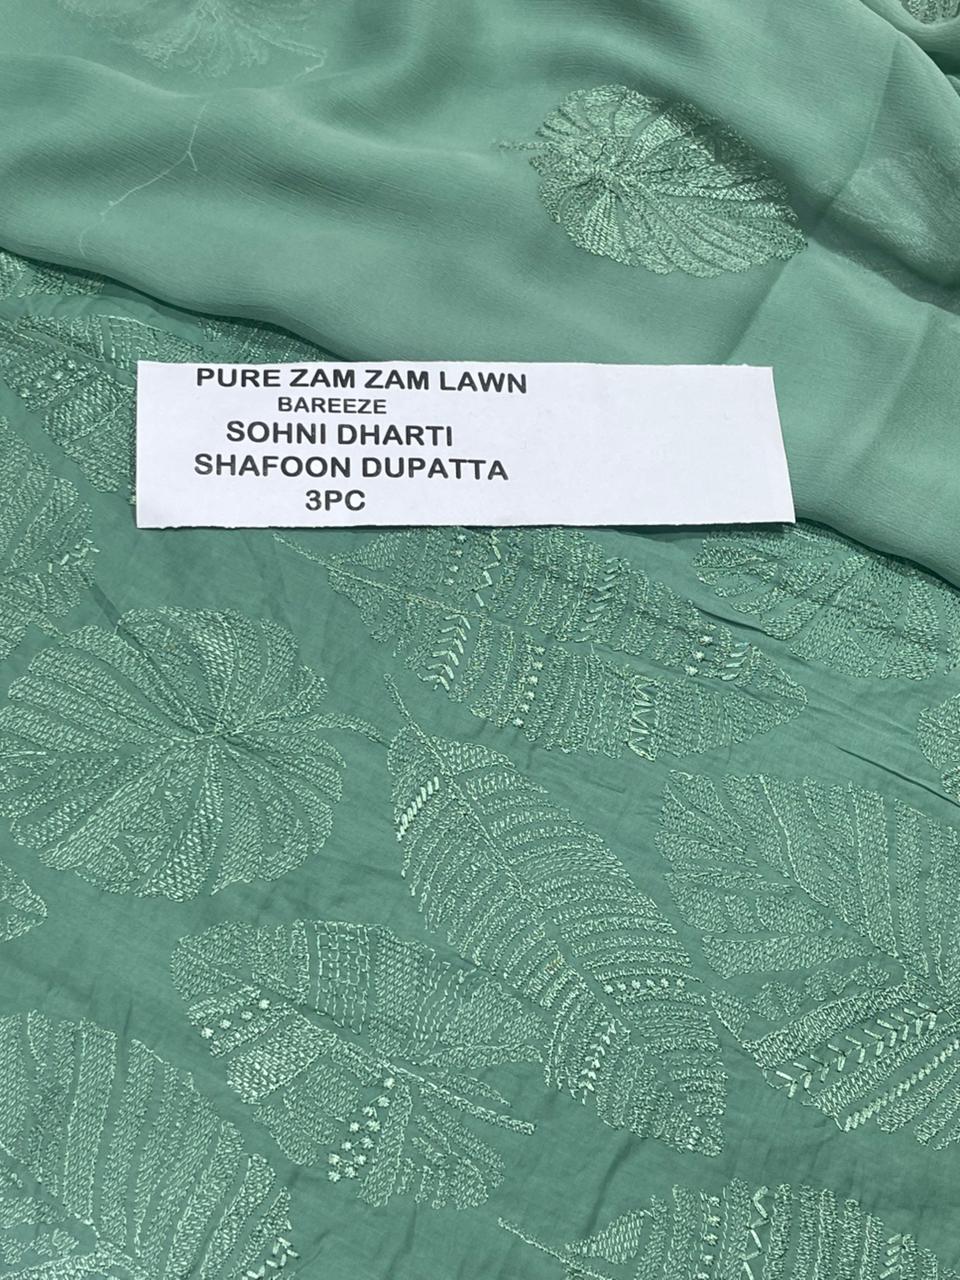 PURE ZAM ZAM LAWN
BAREEZE
SOHNI DHARTI
SHAFOON DUPATTA
3PC